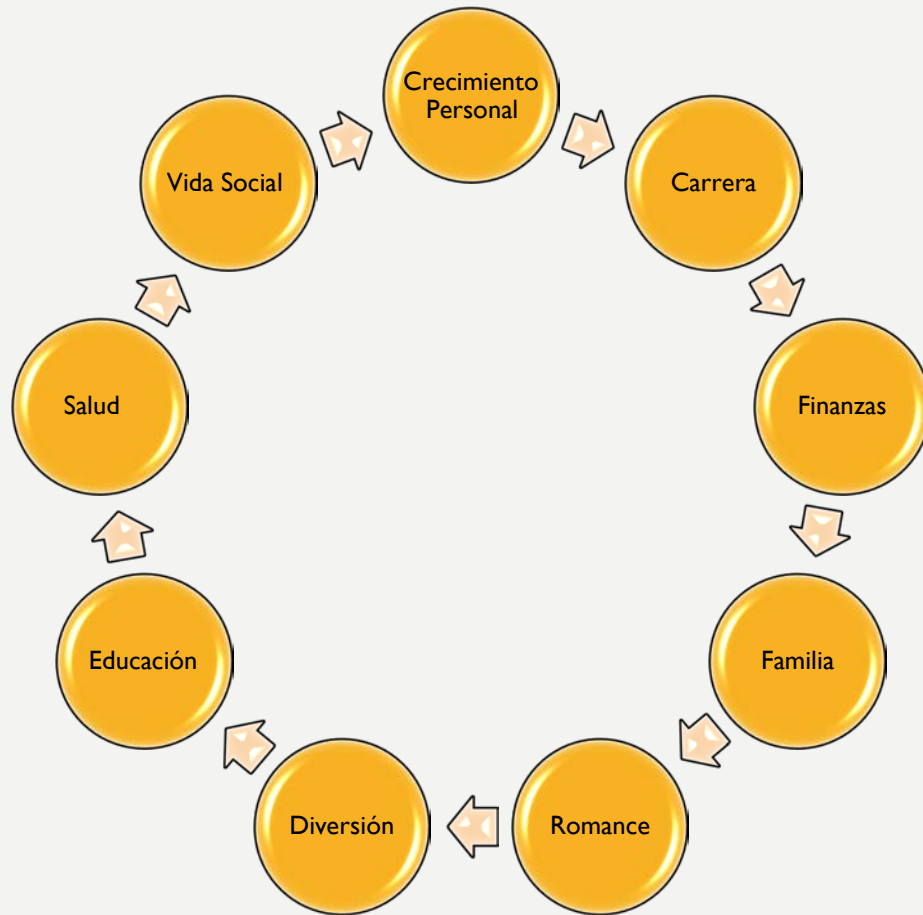 Crecimiento
Personal
Carrera
Finanzas
Familia
Romance
Diversión
Educación
Salud
Vida Social